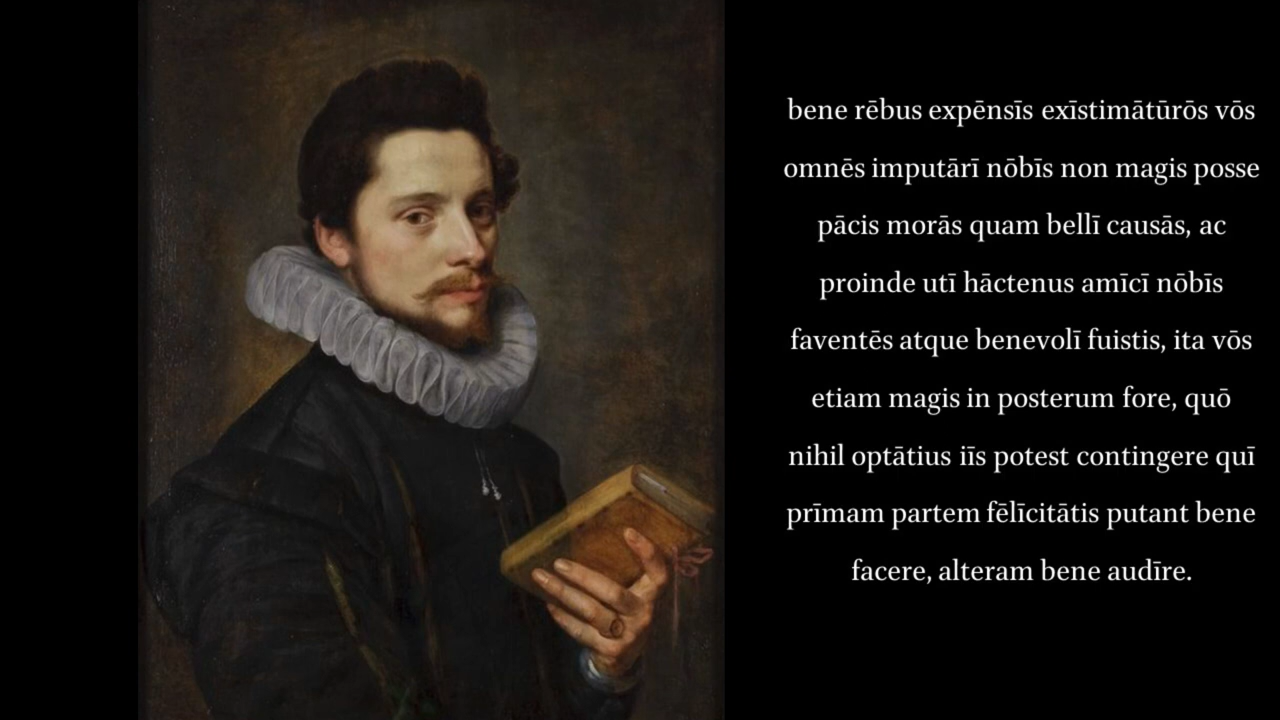 bene rēbus expēnsīs exīstimātūrōs vōs
omnēs imputārī nōbīs non magis posse
pācis morās quam bellī causās, ac
proinde utī hāctenus amīcī nōbīs
faventēs atque benevolī fuistis, ita vōs
etiam magis in posterum fore, quō
nihil optātius iīs potest contingere quī
prīmam partem fēlīcitātis putant bene
facere, alteram bene audīre.